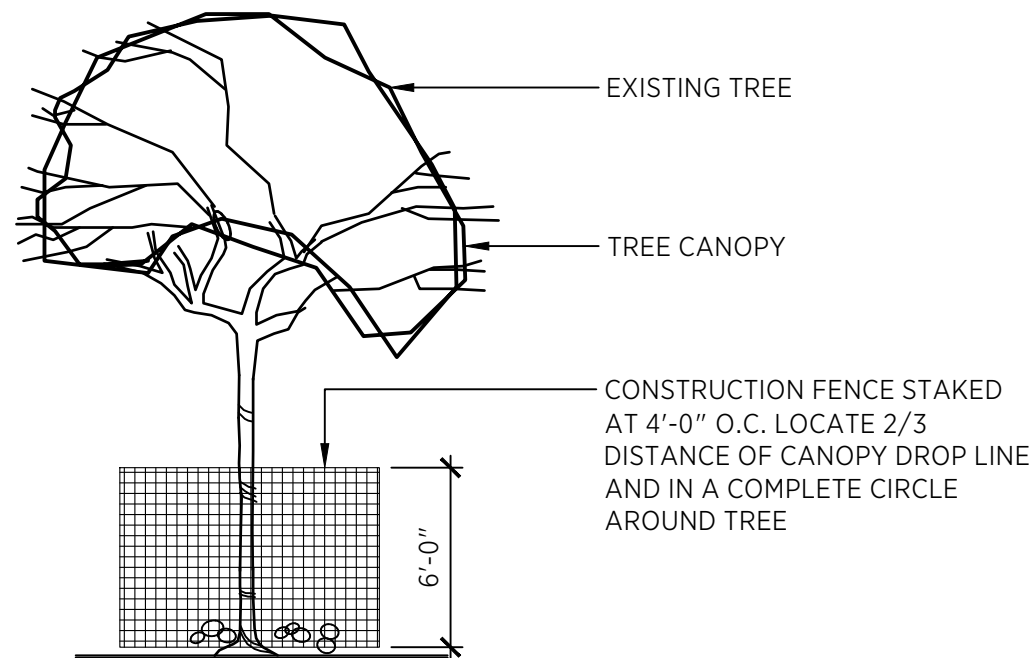 EXISTING TREE
TREE CANOPY
CONSTRUCTION FENCE STAKED
AT 4'-0" O.C. LOCATE 2/3
DISTANCE OF CANOPY DROP LINE
AND IN A COMPLETE CIRCLE
AROUND TREE
6'-0"